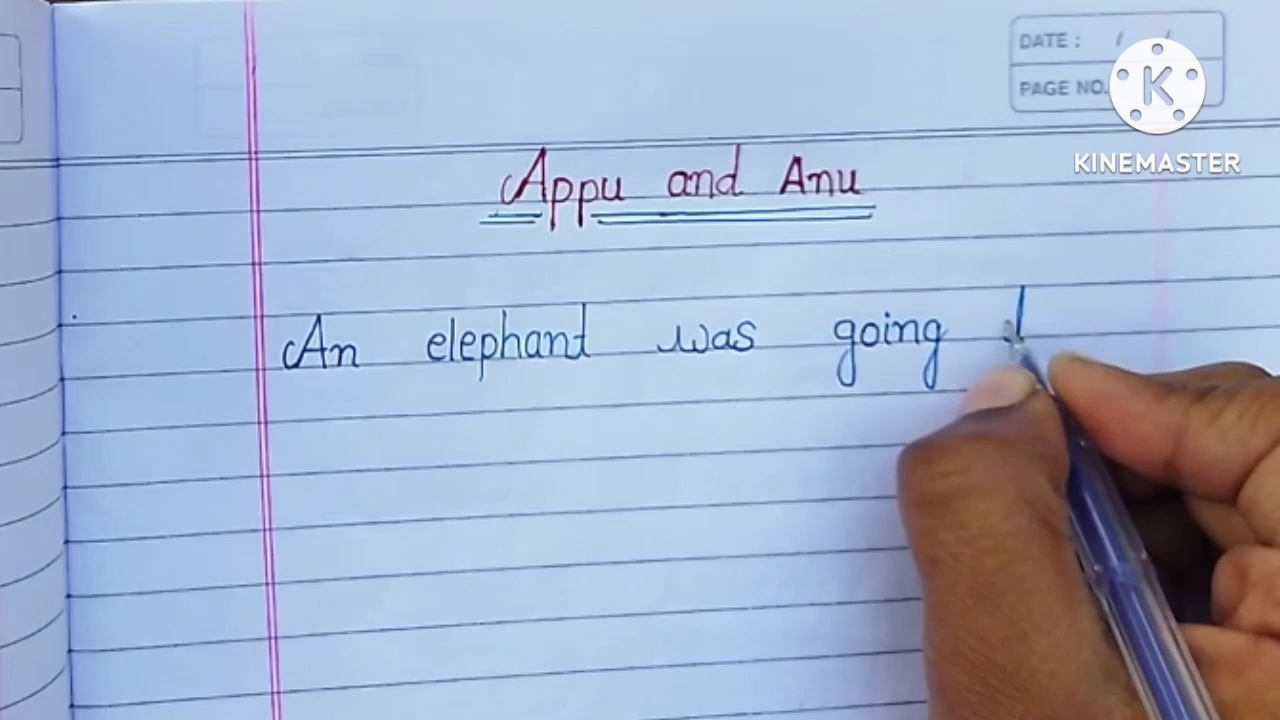 DATE : / /
PAGE NO.
KINEMASTER
Appu and Anu
An elephant was going